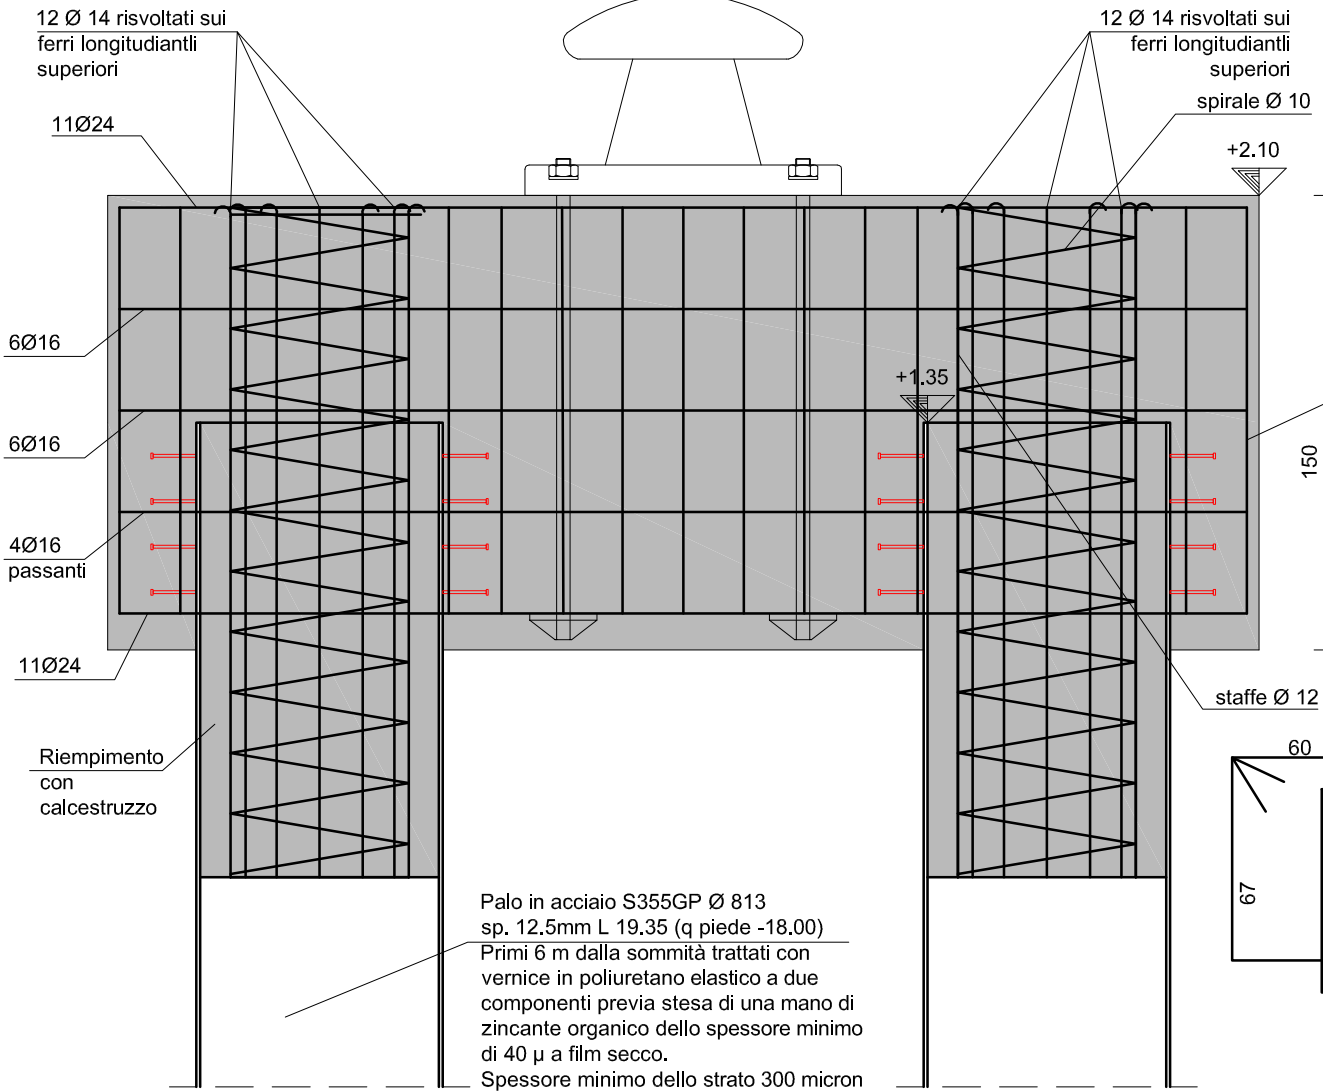 12 Ø 14 risvoltati sui
ferri longitudiantli
superiori
12 Ø 14 risvoltati sui
ferri longitudiantli
superiori
spirale Ø 10
11Ø24
+2.10
6Ø16
+1.35
6Ø16
150
4Ø16
passanti
11Ø24
staffe Ø 12
Riempimento
con
calcestruzzo
60
67
Palo in acciaio S355GP Ø 813
sp. 12.5mm L 19.35 (q piede -18.00)
Primi 6 m dalla sommità trattati con
vernice in poliuretano elastico a due
componenti previa stesa di una mano di
zincante organico dello spessore minimo
di 40 µ a film secco.
Spessore minimo dello strato 300 micron